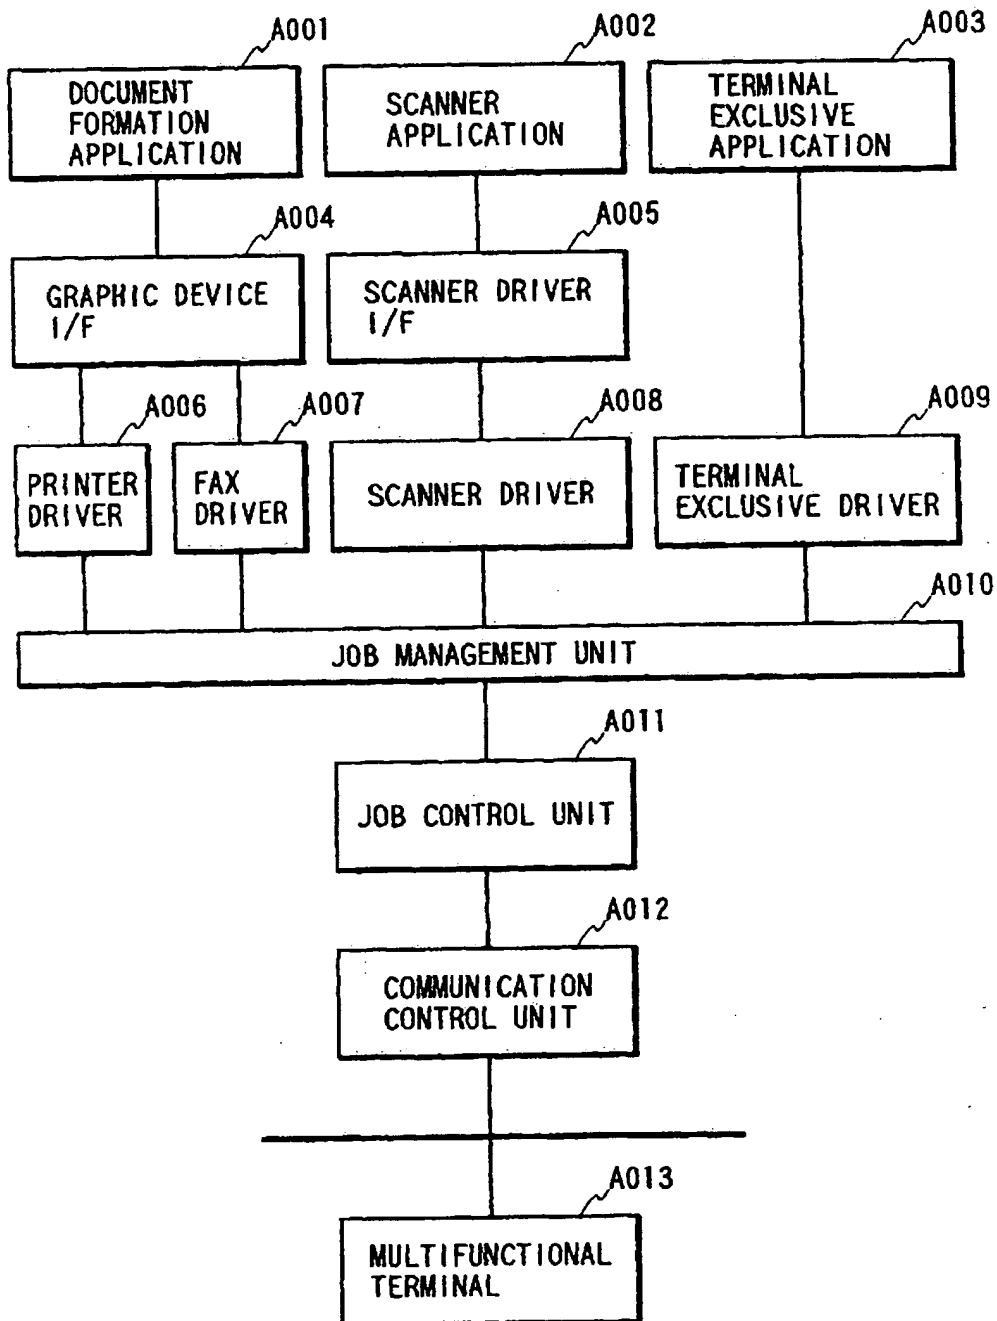 A001
A002
A003
DOCUMENT
FORMATION
APPLICATION
SCANNER
APPLICATION
TERMINAL
EXCLUSIVE
APPLICATION
A004
A005
GRAPHIC DEVICE
I/F
SCANNER DRIVER
I/F
A006
A007
A008
A009
PRINTER
DRIVER
FAX
DRIVER
SCANNER DRIVER
TERMINAL
EXCLUSIVE DRIVER
A010
JOB MANAGEMENT UNIT
A011
JOB CONTROL UNIT
A012
COMMUNICATION
CONTROL UNIT
A013
MULTIFUNCTIONAL
TERMINAL